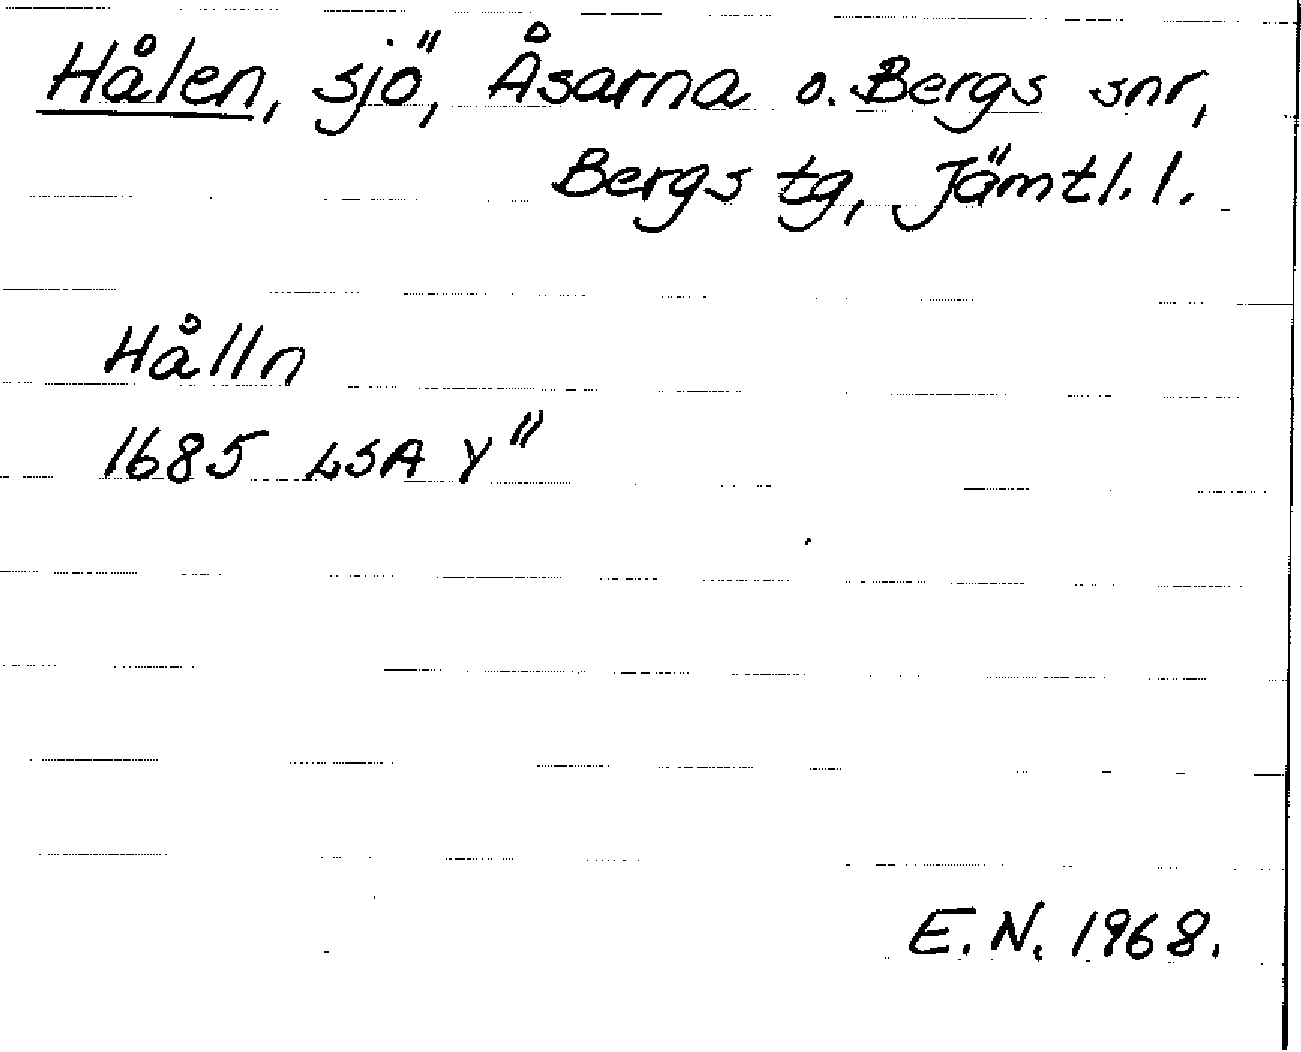 Hålen, sjö, Åsarna o. Bergs snr,
Bergs tg, Jämtl. l.
Hålln
1685 LSA Y"
E. N. 1968.